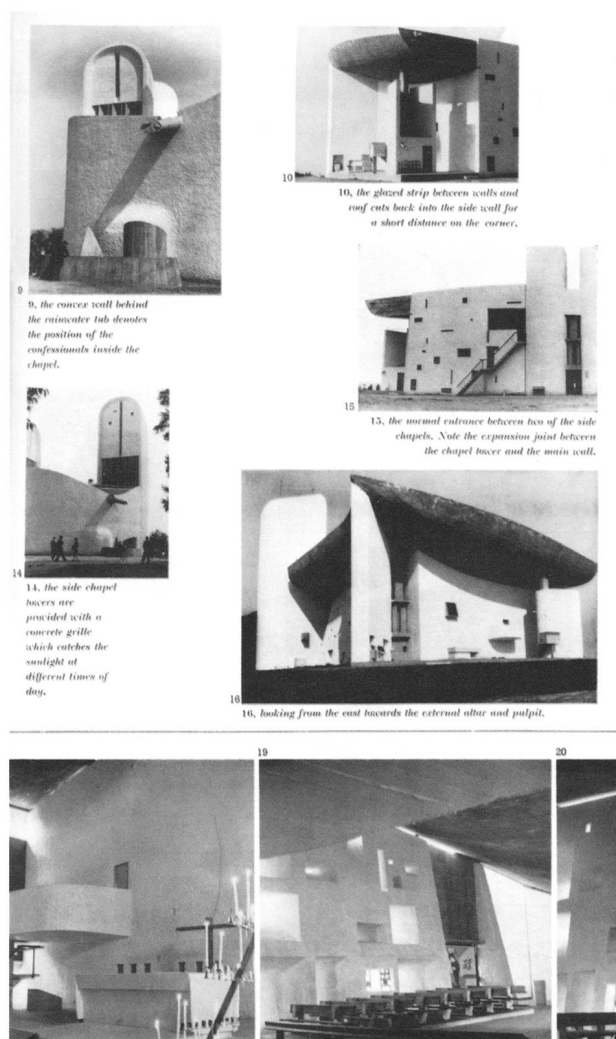 10
10, the glazed strip between walls and
roof cuts back into the side wall for
a short distance on the corner.
9
9, the convex wall behind
the rainwater tub denotes
the position of the
confessionals inside the
chapel.
15
15, the normal entrance between two of the side
chapels. Note the expansion joint between
the chapel tower and the main wall.
14
14, the side chapel
towers are
provided with a
concrete grille
which catches the
sunlight at
different times of
day.
16
16, looking from the east towards the external altar and pulpit.
19
20